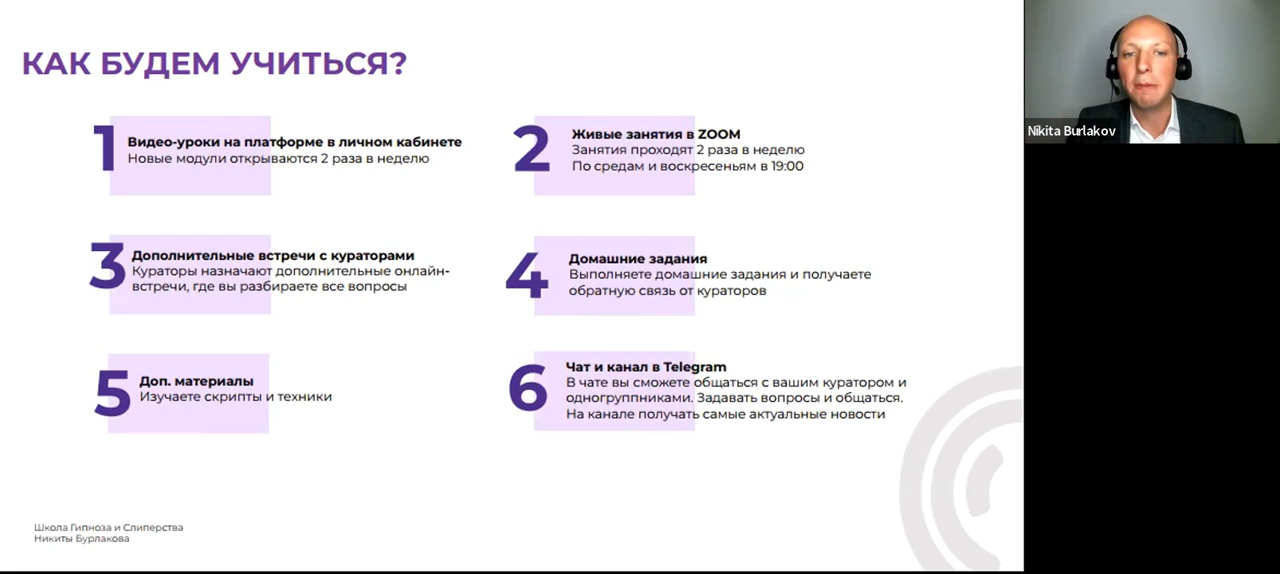 КАК БУДЕМ УЧИТЬСЯ?
1
Видео-уроки на платформе в личном кабинете
Новые модули открываются 2 раза в неделю
2
Живые занятия в ZOOM
Занятия проходят 2 раза в неделю
По средам и воскресеньям в 19:00
3
Дополнительные встречи с кураторами
Кураторы назначают дополнительные онлайн-
встречи, где вы разбираете все вопросы
4
Домашние задания
Выполняете домашние задания и получаете
обратную связь от кураторов
5
Доп. материалы
Изучаете скрипты и техники
6
Чат и канал в Telegram
В чате вы сможете общаться с вашим куратором и
одногруппниками. Задавать вопросы и общаться.
На канале получать самые актуальные новости
Школа Гипноза и Слиперства
Никиты Бурлакова
Nikita Burlakov